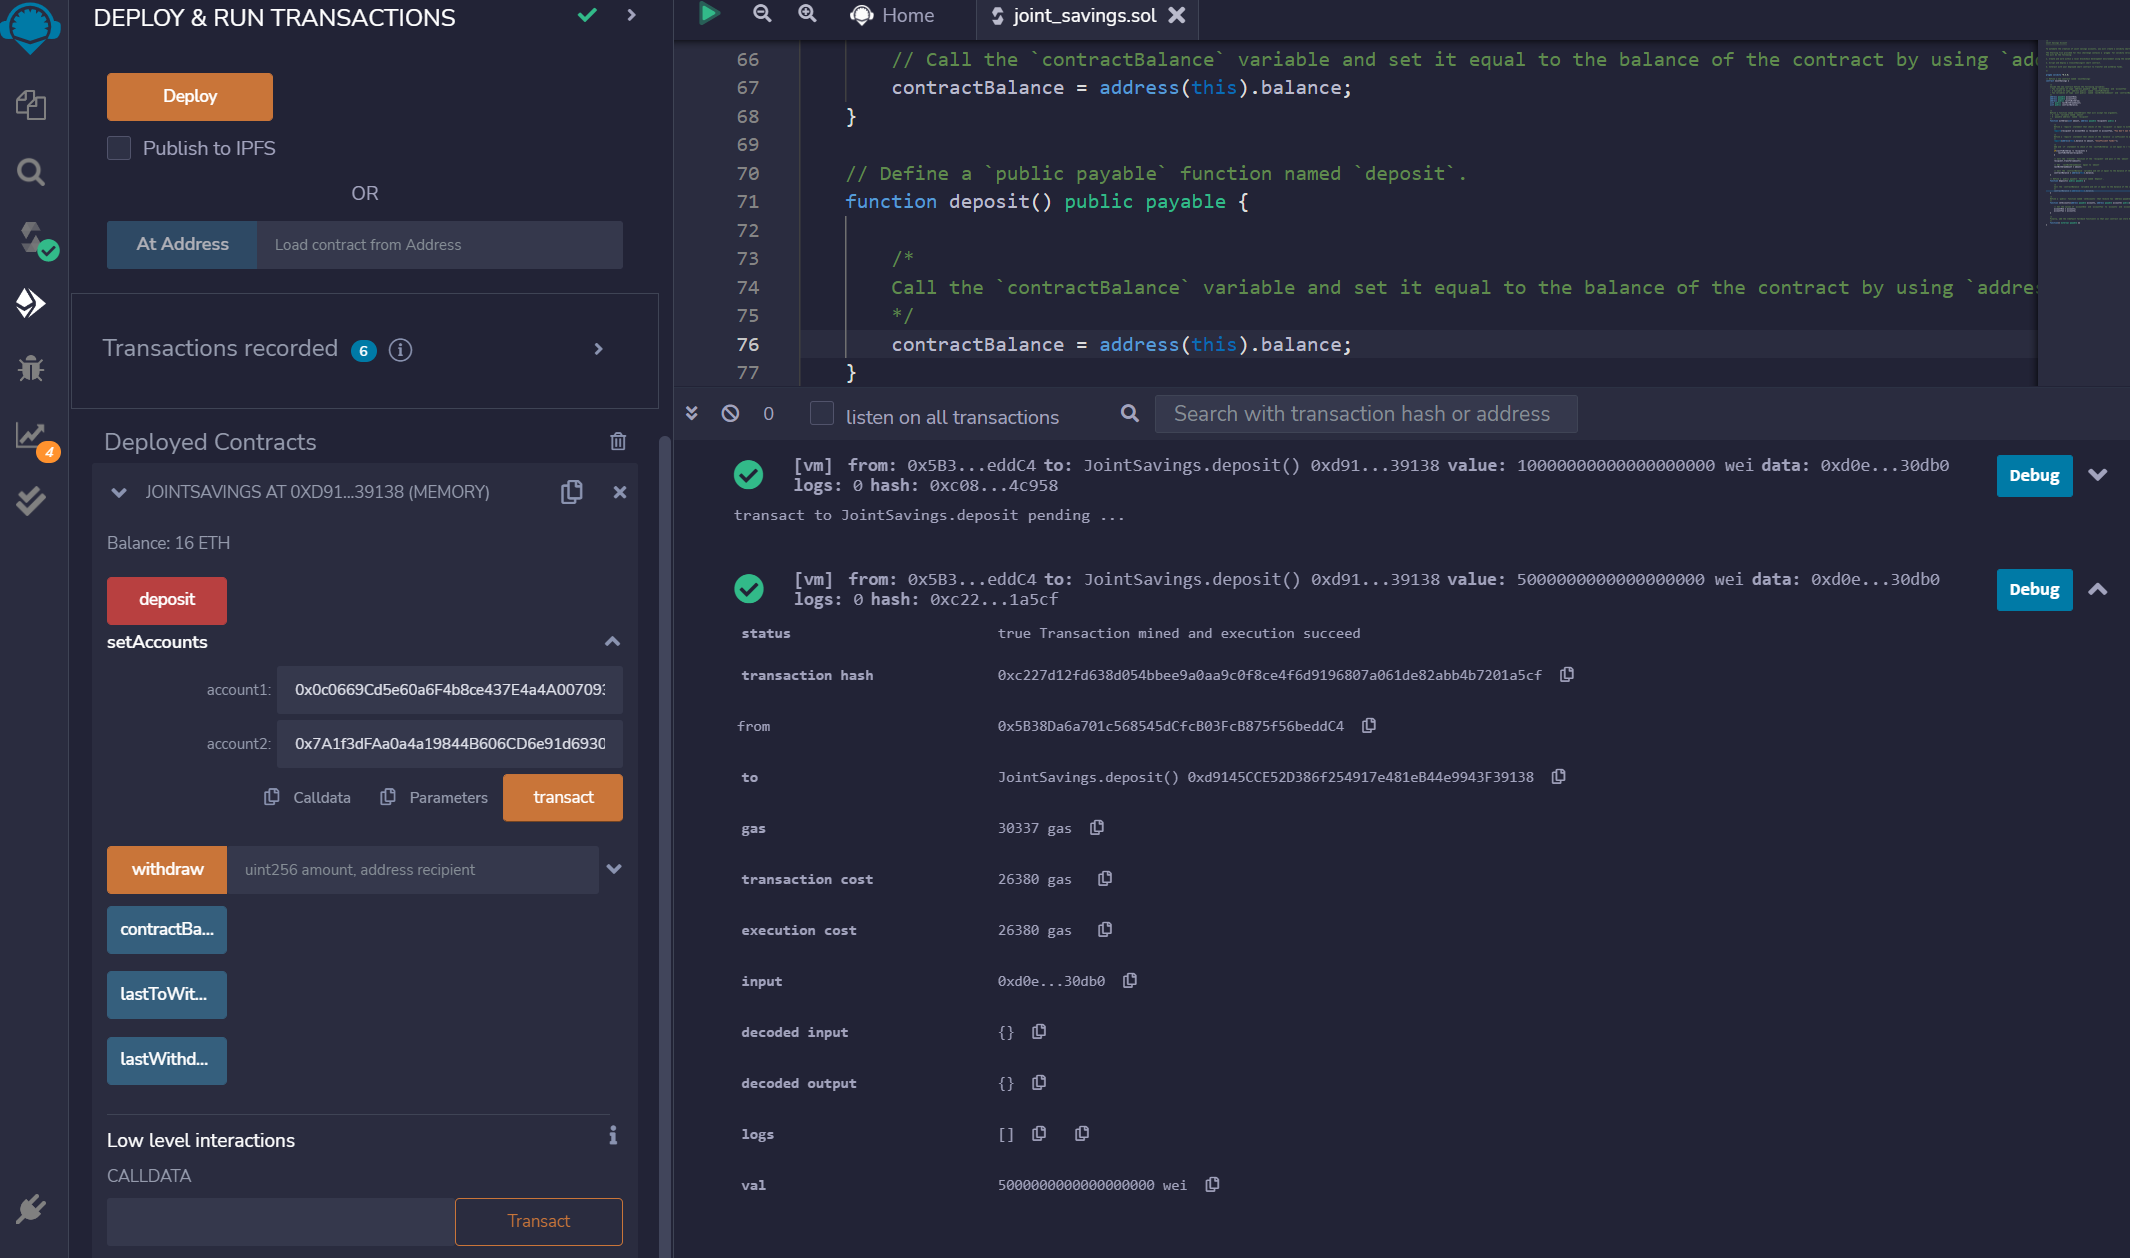 DEPLOY & RUN TRANSACTIONS
Deploy
Publish to IPFS
OR
At Address
Load contract from Address
Transactions recorded 6
Deployed Contracts
4
JOINTSAVINGS AT 0XD91...39138 (MEMORY)
Balance: 16 ETH
deposit
setAccounts
account1: 0x0c0669Cd5e60a6F4b8ce437E4a4A007093
account2: 0x7A1f3dFAa0a4a19844B606CD6e91d6930
Calldata
Parameters
transact
withdraw
uint256 amount, address recipient
contractBa...
lastToWit...
lastWithd...
Low level interactions
CALLDATA
Transact
Home
joint_savings.sol
66 // Call the `contractBalance` variable and set it equal to the balance of the contract by using `ad
67 contractBalance = address(this).balance;
68 }
69
70 // Define a `public payable` function named `deposit`.
71 function deposit() public payable {
72
73 /*
74 Call the `contractBalance` variable and set it equal to the balance of the contract by using `addre
75 */
76 contractBalance = address(this).balance;
77 }
0
listen on all transactions
Search with transaction hash or address
[vm] from: 0x5B3...eddC4 to: JointSavings.deposit() 0xd91...39138 value: 10000000000000000000 wei data: 0xd0e...30db0
logs: 0 hash: 0xc08...4c958
Debug
transact to JointSavings.deposit pending ...
[vm] from: 0x5B3...eddC4 to: JointSavings.deposit() 0xd91...39138 value: 5000000000000000000 wei data: 0xd0e...30db0
logs: 0 hash: 0xc22...1a5cf
Debug
status true Transaction mined and execution succeed
transaction hash 0xc227d12fd638d054bbee9a0aa9c0f8ce4f6d9196807a061de82abb4b7201a5cf
from 0x5B38Da6a701c568545dCfcB03FcB875f56beddC4
to JointSavings.deposit() 0xd9145CCE52D386f254917e481eB44e9943F39138
gas 30337 gas
transaction cost 26380 gas
execution cost 26380 gas
input 0xd0e...30db0
decoded input {}
decoded output {}
logs []
val 5000000000000000000 wei